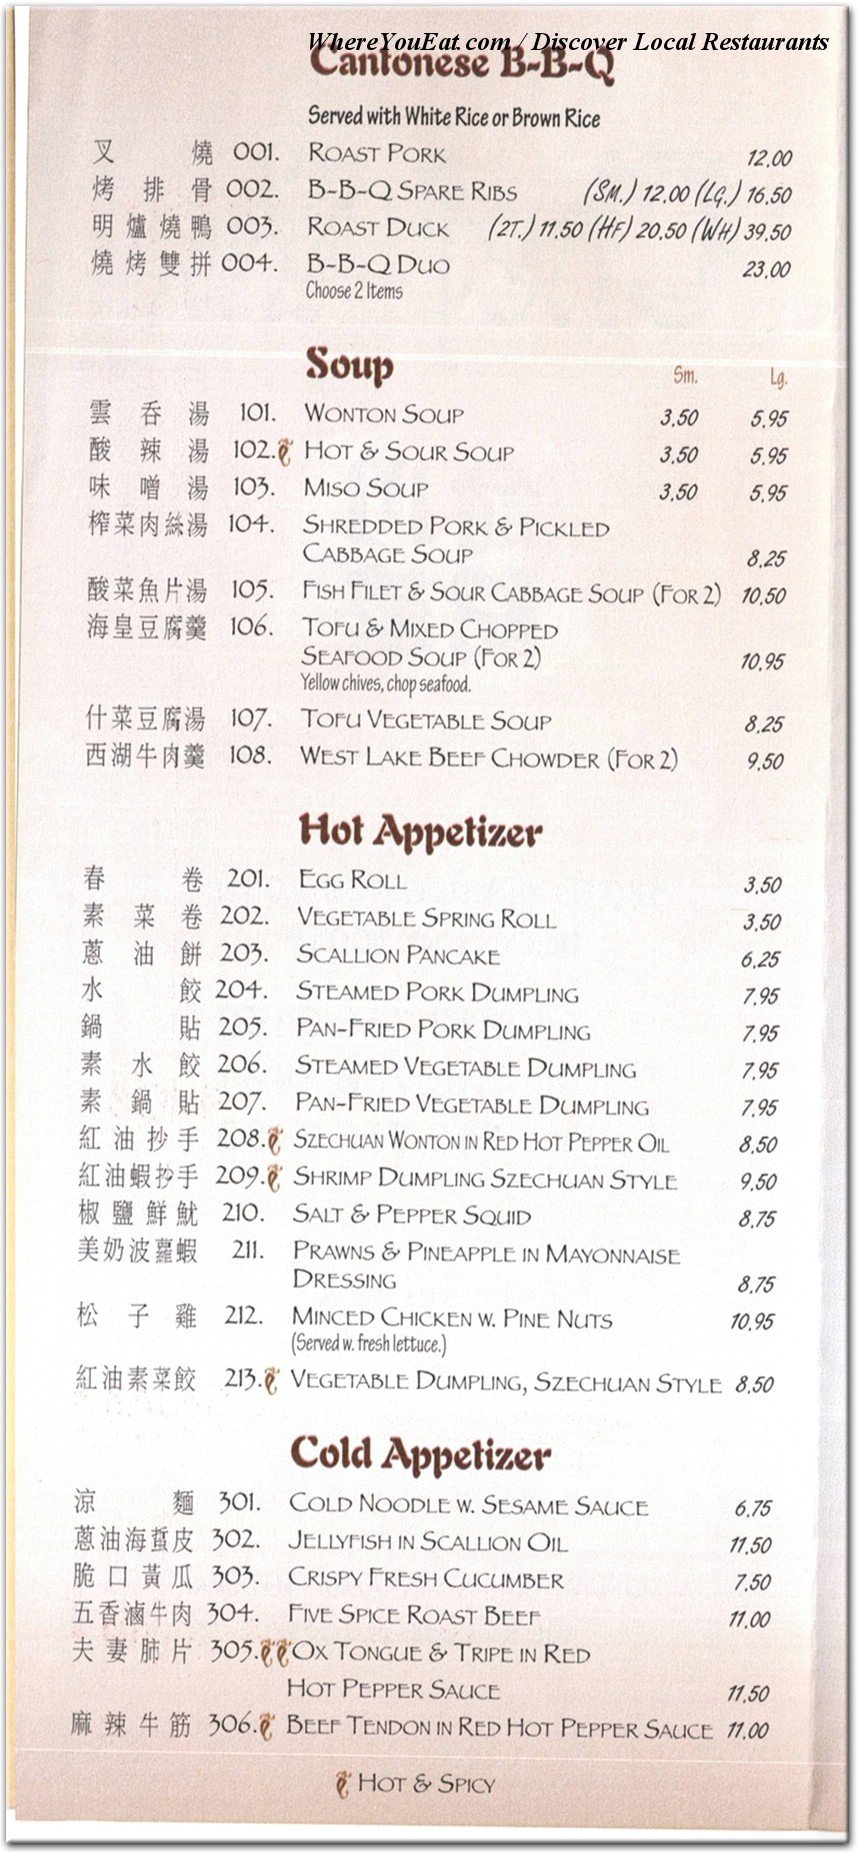 WhereYouEat.com / Discover Local Restaurants
Cantonese B-B-Q
Served with White Rice or Brown Rice
叉燒 001. Roast Pork 12.00
烤排骨 002. B-B-Q Spare Ribs (Sm.) 12.00 (Lg.) 16.50
明爐燒鴨 003. Roast Duck (2T.) 11.50 (Hf) 20.50 (Wh) 39.50
燒烤雙拼 004. B-B-Q Duo 23.00
Choose 2 Items
Soup Sm. Lg.
雲吞湯 101. Wonton Soup 3.50 5.95
酸辣湯 102. Hot & Sour Soup 3.50 5.95
味噌湯 103. Miso Soup 3.50 5.95
榨菜肉絲湯 104. Shredded Pork & Pickled
Cabbage Soup 8.25
酸菜魚片湯 105. Fish Filet & Sour Cabbage Soup (For 2) 10.50
海皇豆腐羹 106. Tofu & Mixed Chopped
Seafood Soup (For 2) 10.95
Yellow chives, chop seafood.
什菜豆腐湯 107. Tofu Vegetable Soup 8.25
西湖牛肉羹 108. West Lake Beef Chowder (For 2) 9.50
Hot Appetizer
春卷 201. Egg Roll 3.50
素菜卷 202. Vegetable Spring Roll 3.50
蔥油餅 203. Scallion Pancake 6.25
水餃 204. Steamed Pork Dumpling 7.95
鍋貼 205. Pan-Fried Pork Dumpling 7.95
素水餃 206. Steamed Vegetable Dumpling 7.95
素鍋貼 207. Pan-Fried Vegetable Dumpling 7.95
紅油抄手 208. Szechuan Wonton in Red Hot Pepper Oil 8.50
紅油蝦抄手 209. Shrimp Dumpling Szechuan Style 9.50
椒鹽鮮魷 210. Salt & Pepper Squid 8.75
美奶波蘿蝦 211. Prawns & Pineapple in Mayonnaise
Dressing 8.75
松子雞 212. Minced Chicken w. Pine Nuts 10.95
(Served w. fresh lettuce.)
紅油素菜餃 213. Vegetable Dumpling, Szechuan Style 8.50
Cold Appetizer
涼麵 301. Cold Noodle w. Sesame Sauce 6.75
蔥油海蜇皮 302. Jellyfish in Scallion Oil 11.50
脆口黃瓜 303. Crispy Fresh Cucumber 7.50
五香滷牛肉 304. Five Spice Roast Beef 11.00
夫妻肺片 305. Ox Tongue & Tripe in Red
Hot Pepper Sauce 11.50
麻辣牛筋 306. Beef Tendon in Red Hot Pepper Sauce 11.00
Hot & Spicy